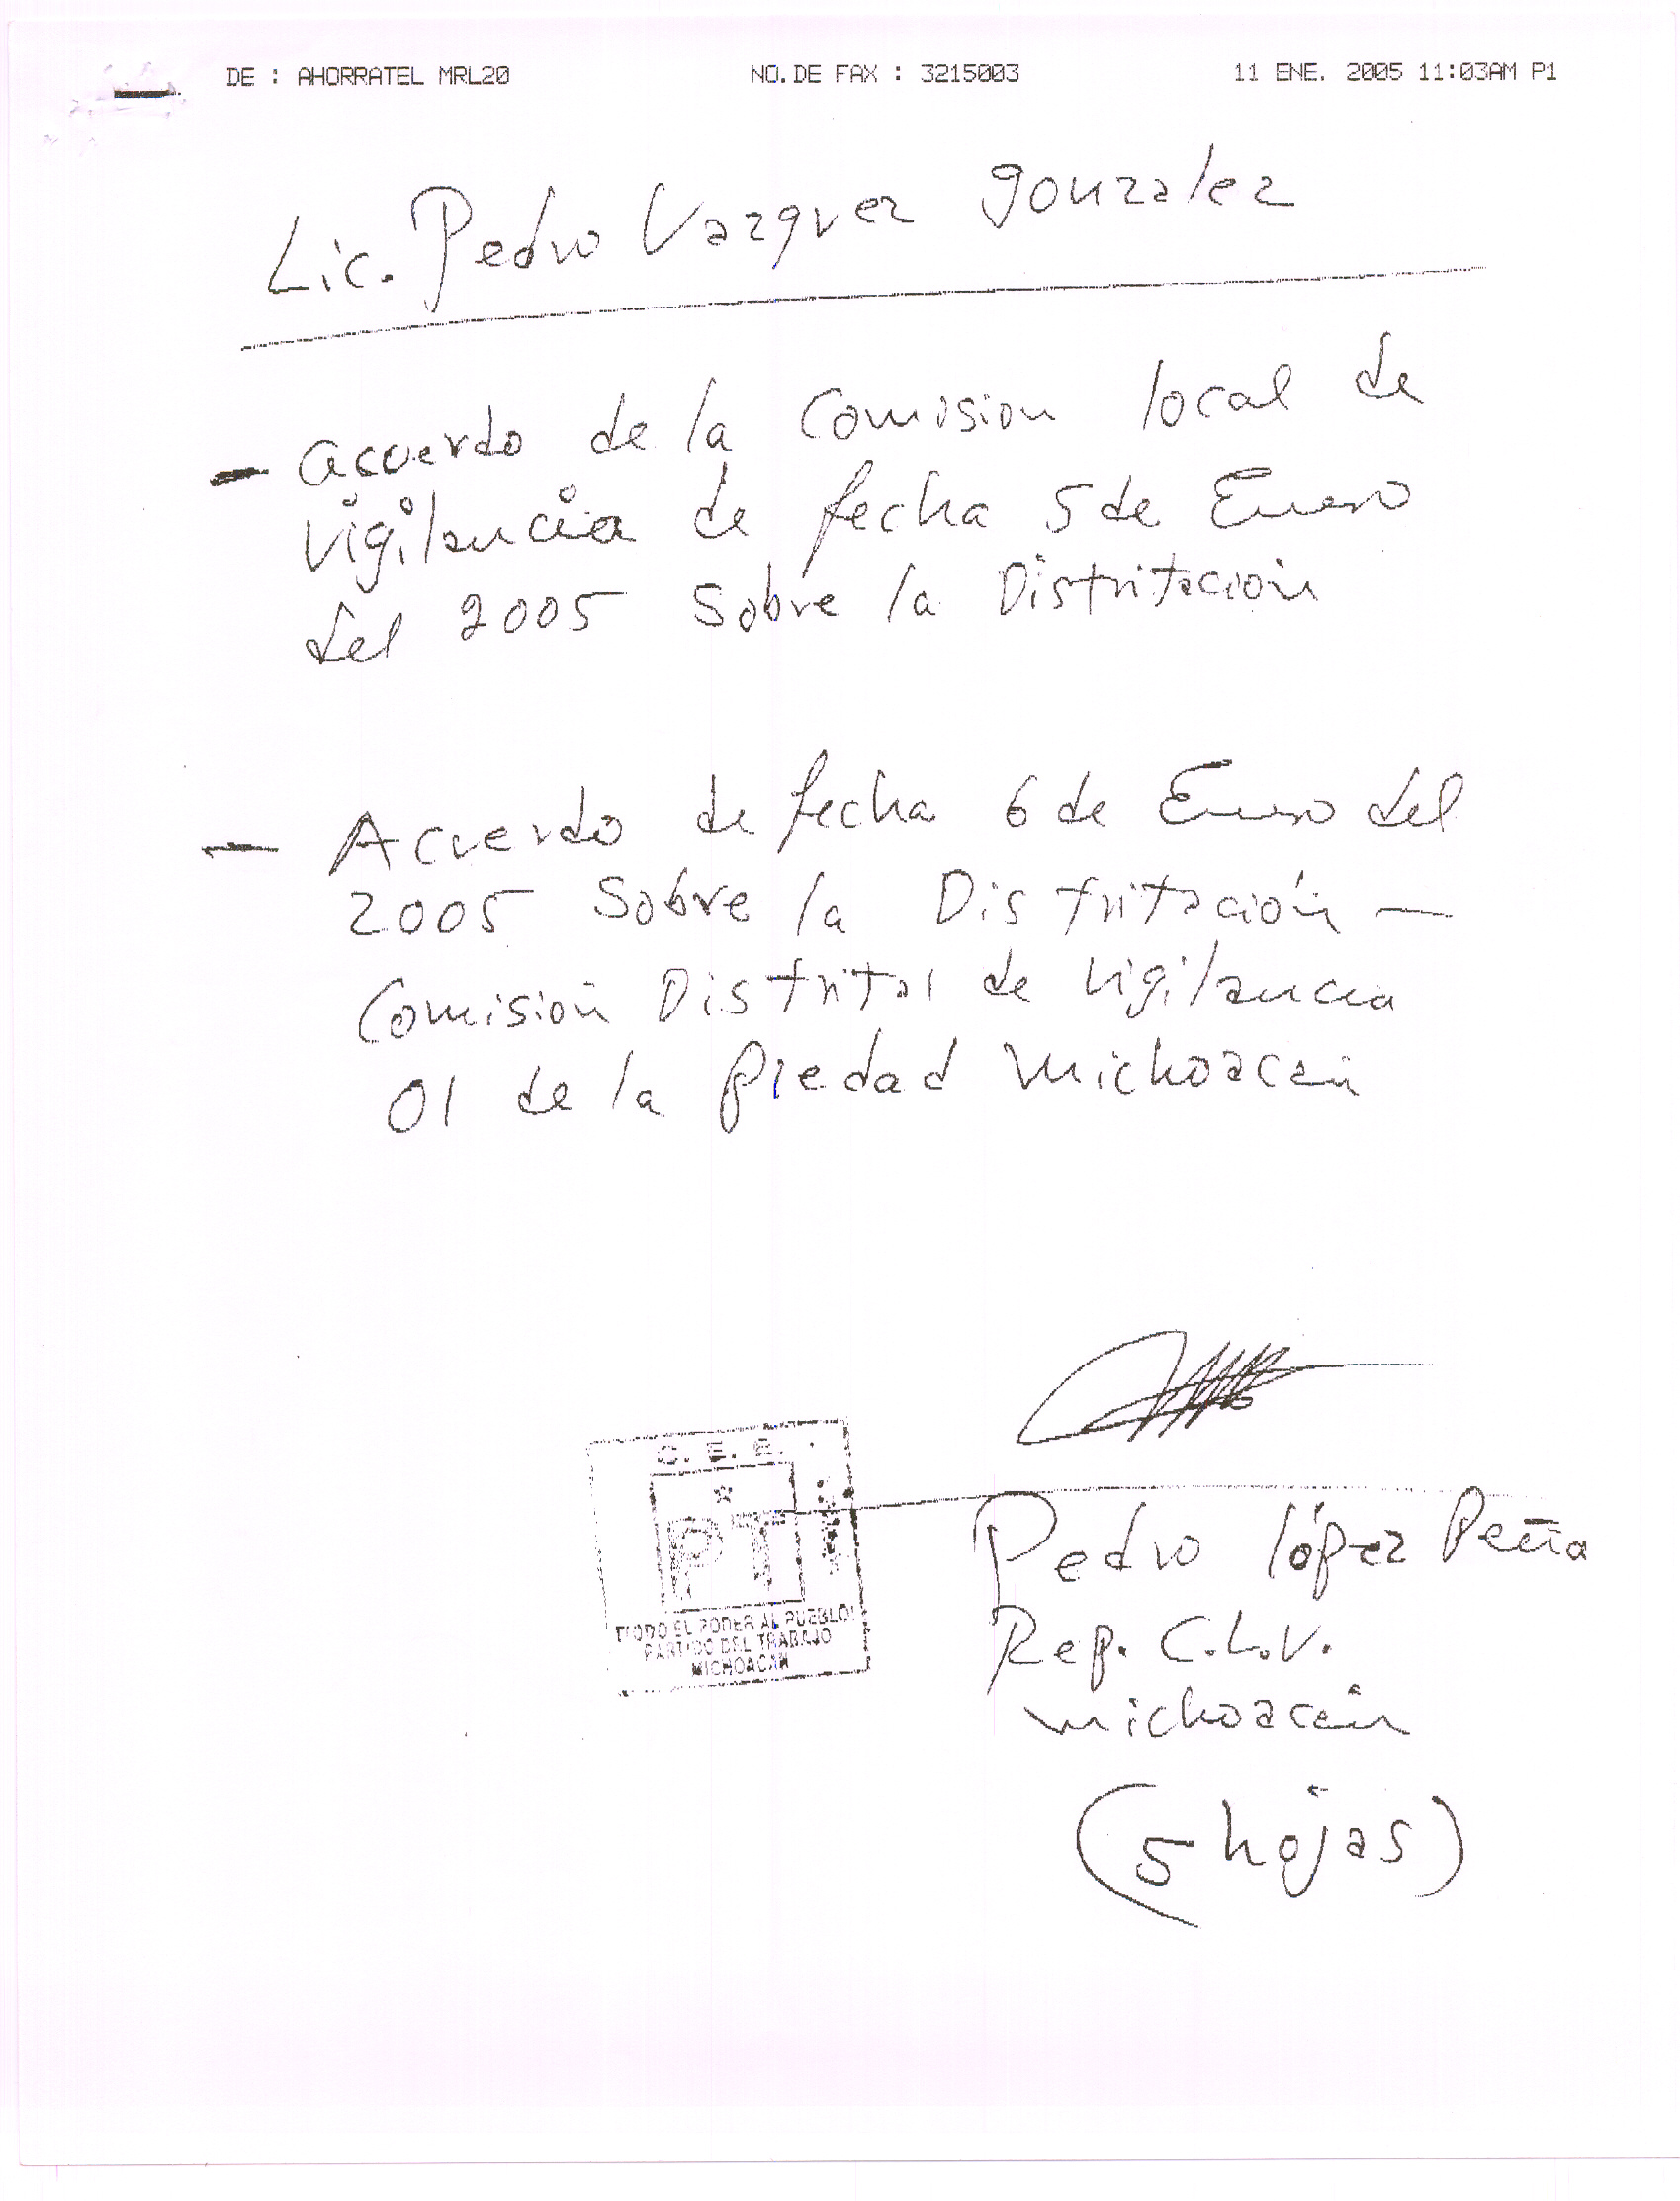 DE : AHORRATEL MRL20 NO. DE FAX : 3215003 11 ENE. 2005 11:03AM P1
Lic. Pedro Vazquez gonzalez
- acuerdo de la Comision local de
vigilancia de fecha 5 de Enero
del 2005 Sobre la Distritación
- Acuerdo de fecha 6 de Enero del
2005 Sobre la Distritación -
Comisión Distrital de vigilancia
01 de la Piedad Michoacán
C. E. E.
PT
¡TODO EL PODER AL PUEBLO!
PARTIDO DEL TRABAJO
MICHOACÁN
Pedro lópez Peña
Rep. C.L.V.
michoacán
(5 hojas)